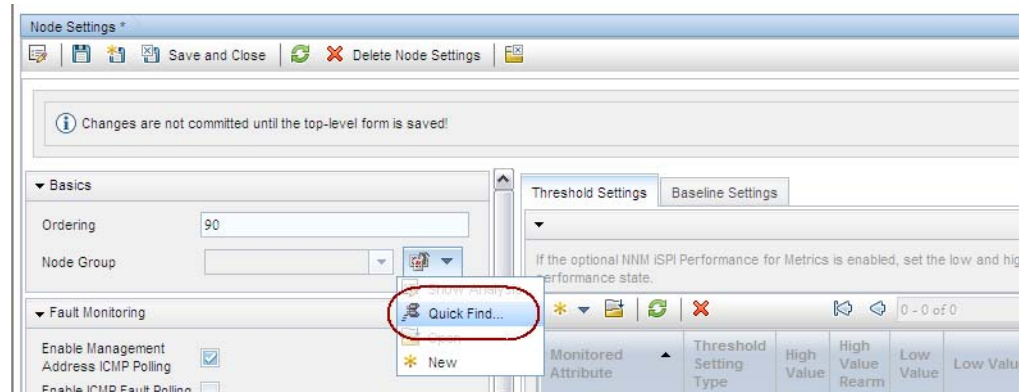 Node Settings *
Save and Close
Delete Node Settings
Changes are not committed until the top-level form is saved!
Basics
Ordering
90
Node Group
Show Analysis
Quick Find...
Open
New
Fault Monitoring
Enable Management
Address ICMP Polling
Enable ICMP Fault Polling
Threshold Settings
Baseline Settings
If the optional NNM iSPI Performance for Metrics is enabled, set the low and hig
performance state.
0 - 0 of 0
Monitored
Attribute
Threshold
Setting
Type
High
Value
High
Value
Rearm
Low
Value
Low Valu